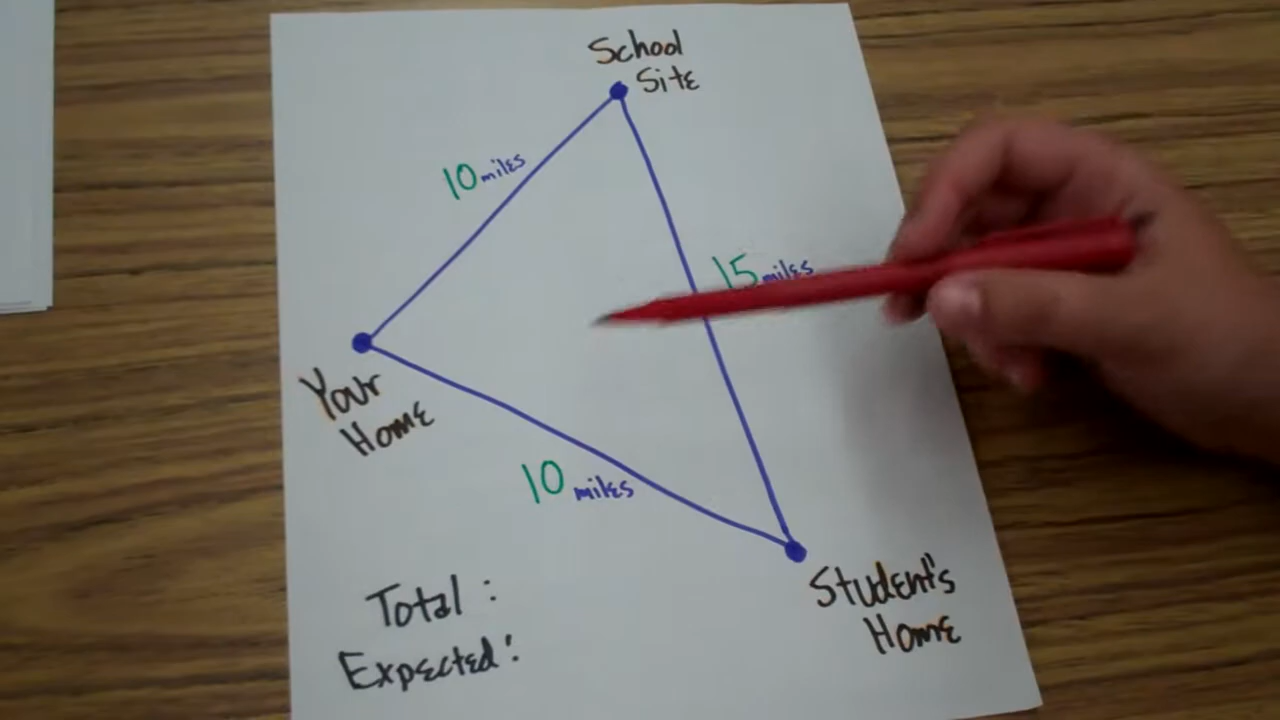 School
Site
10 miles
15 miles
Your
Home
10 miles
Student's
Home
Total :
Expected :